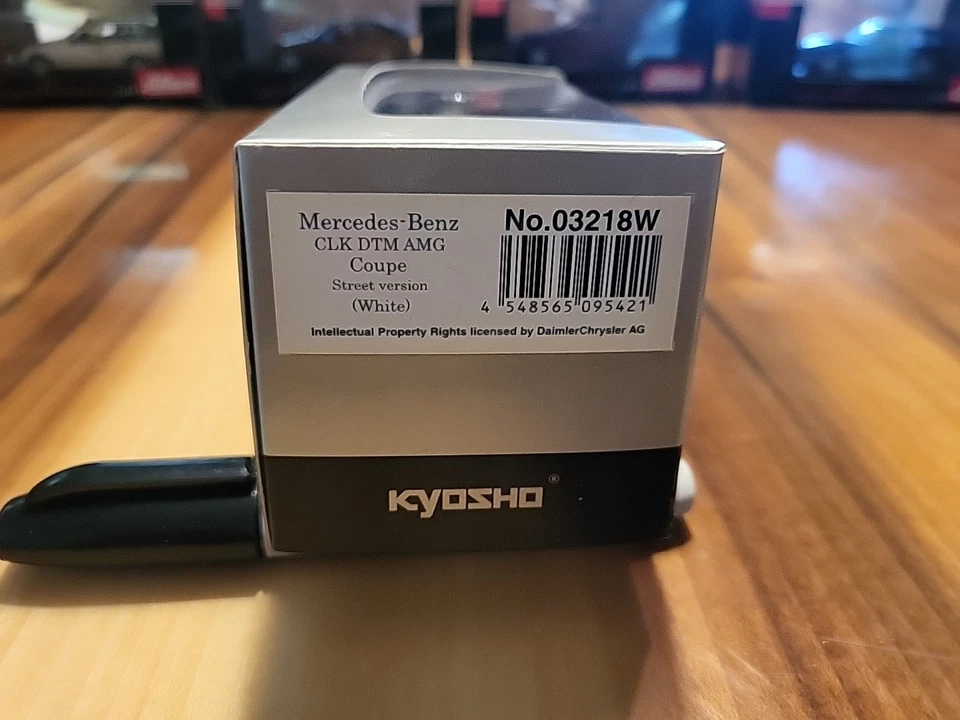 Mercedes-Benz
CLK DTM AMG
Coupe
Street version
(White)
No.03218W
4 548565 095421
Intellectual Property Rights licensed by DaimlerChrysler AG
KYOSHO®